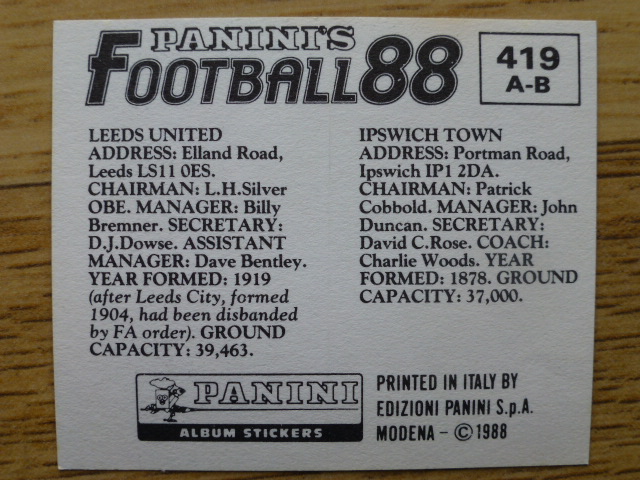 PANINI'S
FOOTBALL 88
419
A-B
LEEDS UNITED
ADDRESS: Elland Road,
Leeds LS11 0ES.
CHAIRMAN: L.H.Silver
OBE. MANAGER: Billy
Bremner. SECRETARY:
D.J.Dowse. ASSISTANT
MANAGER: Dave Bentley.
YEAR FORMED: 1919
(after Leeds City, formed
1904, had been disbanded
by FA order). GROUND
CAPACITY: 39,463.
IPSWICH TOWN
ADDRESS: Portman Road,
Ipswich IP1 2DA.
CHAIRMAN: Patrick
Cobbold. MANAGER: John
Duncan. SECRETARY:
David C.Rose. COACH:
Charlie Woods. YEAR
FORMED: 1878. GROUND
CAPACITY: 37,000.
PANINI
ALBUM STICKERS
PRINTED IN ITALY BY
EDIZIONI PANINI S.p.A.
MODENA - © 1988